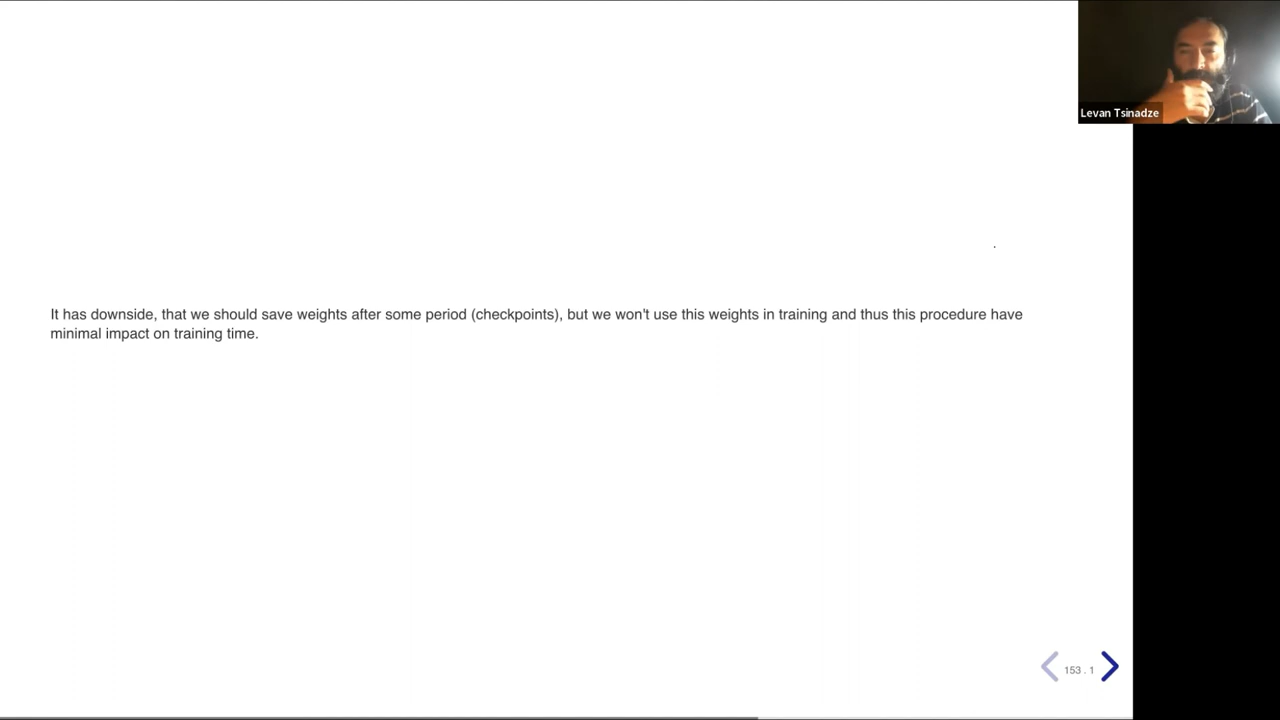 Levan Tsinadze
It has downside, that we should save weights after some period (checkpoints), but we won't use this weights in training and thus this procedure have
minimal impact on training time.
153 . 1